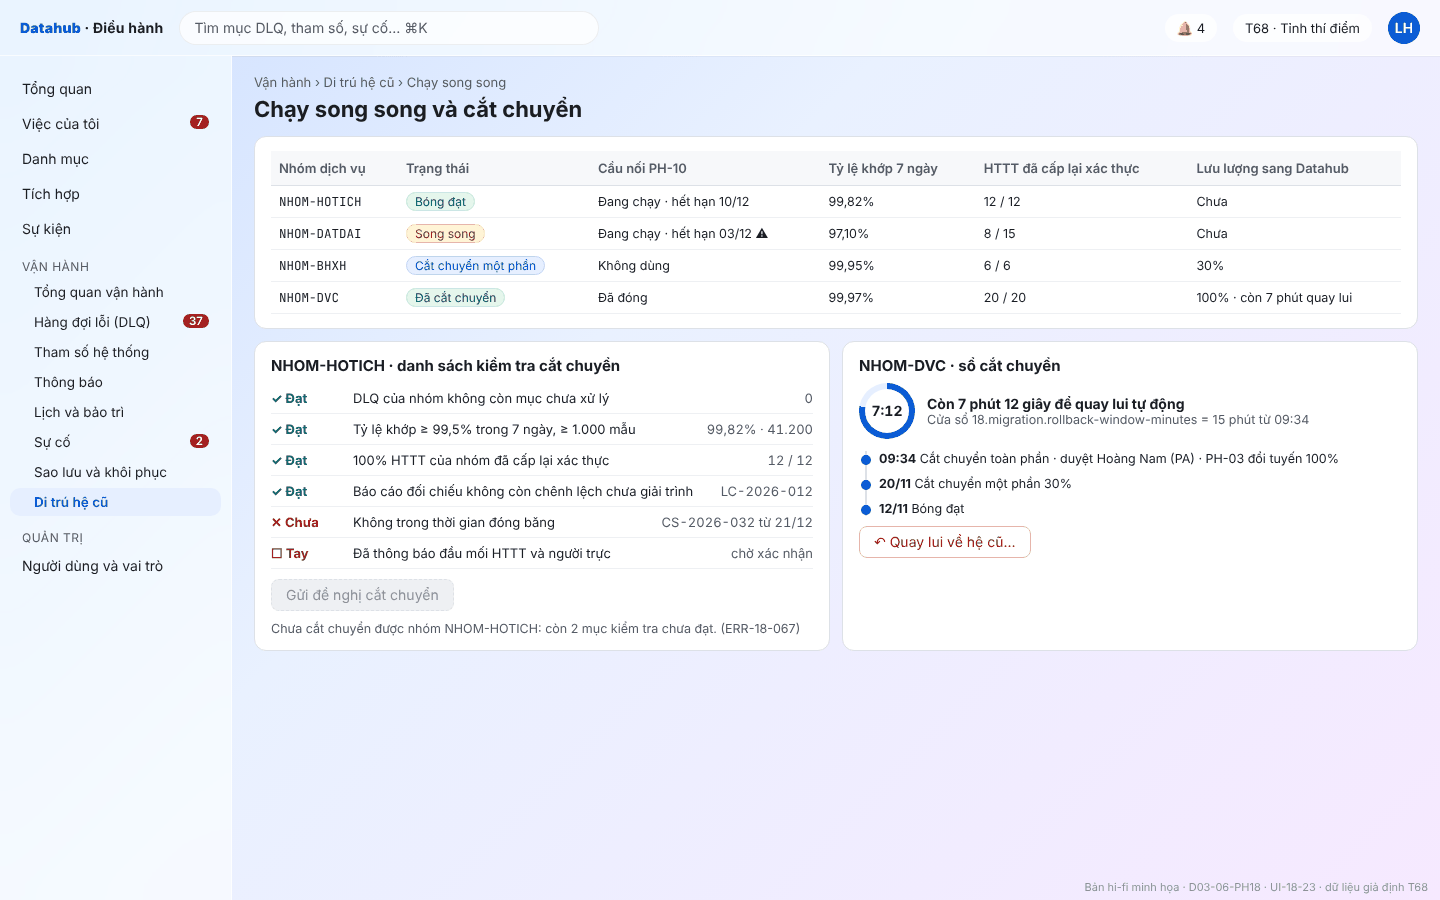 Datahub · Điều hành
Tìm mục DLQ, tham số, sự cố... ⌘K
4
T68 · Tỉnh thí điểm
LH
Tổng quan
Việc của tôi 7
Danh mục
Tích hợp
Sự kiện
VẬN HÀNH
Tổng quan vận hành
Hàng đợi lỗi (DLQ) 37
Tham số hệ thống
Thông báo
Lịch và bảo trì
Sự cố 2
Sao lưu và khôi phục
Di trú hệ cũ
QUẢN TRỊ
Người dùng và vai trò
Vận hành › Di trú hệ cũ › Chạy song song
Chạy song song và cắt chuyển
Nhóm dịch vụ Trạng thái Cầu nối PH-10 Tỷ lệ khớp 7 ngày HTTT đã cấp lại xác thực Lưu lượng sang Datahub
NHOM-HOTICH Bóng đạt Đang chạy · hết hạn 10/12 99,82% 12 / 12 Chưa
NHOM-DATDAI Song song Đang chạy · hết hạn 03/12 ⚠ 97,10% 8 / 15 Chưa
NHOM-BHXH Cắt chuyển một phần Không dùng 99,95% 6 / 6 30%
NHOM-DVC Đã cắt chuyển Đã đóng 99,97% 20 / 20 100% · còn 7 phút quay lui
NHOM-HOTICH · danh sách kiểm tra cắt chuyển
✓ Đạt DLQ của nhóm không còn mục chưa xử lý 0
✓ Đạt Tỷ lệ khớp ≥ 99,5% trong 7 ngày, ≥ 1.000 mẫu 99,82% · 41.200
✓ Đạt 100% HTTT của nhóm đã cấp lại xác thực 12 / 12
✓ Đạt Báo cáo đối chiếu không còn chênh lệch chưa giải trình LC-2026-012
✕ Chưa Không trong thời gian đóng băng CS-2026-032 từ 21/12
☐ Tay Đã thông báo đầu mối HTTT và người trực chờ xác nhận
Gửi đề nghị cắt chuyển
Chưa cắt chuyển được nhóm NHOM-HOTICH: còn 2 mục kiểm tra chưa đạt. (ERR-18-067)
NHOM-DVC · sổ cắt chuyển
7:12
Còn 7 phút 12 giây để quay lui tự động
Cửa sổ 18.migration.rollback-window-minutes = 15 phút từ 09:34
09:34 Cắt chuyển toàn phần · duyệt Hoàng Nam (PA) · PH-03 đổi tuyến 100%
20/11 Cắt chuyển một phần 30%
12/11 Bóng đạt
↶ Quay lui về hệ cũ...
Bản hi-fi minh họa · D03-06-PH18 · UI-18-23 · dữ liệu giả định T68